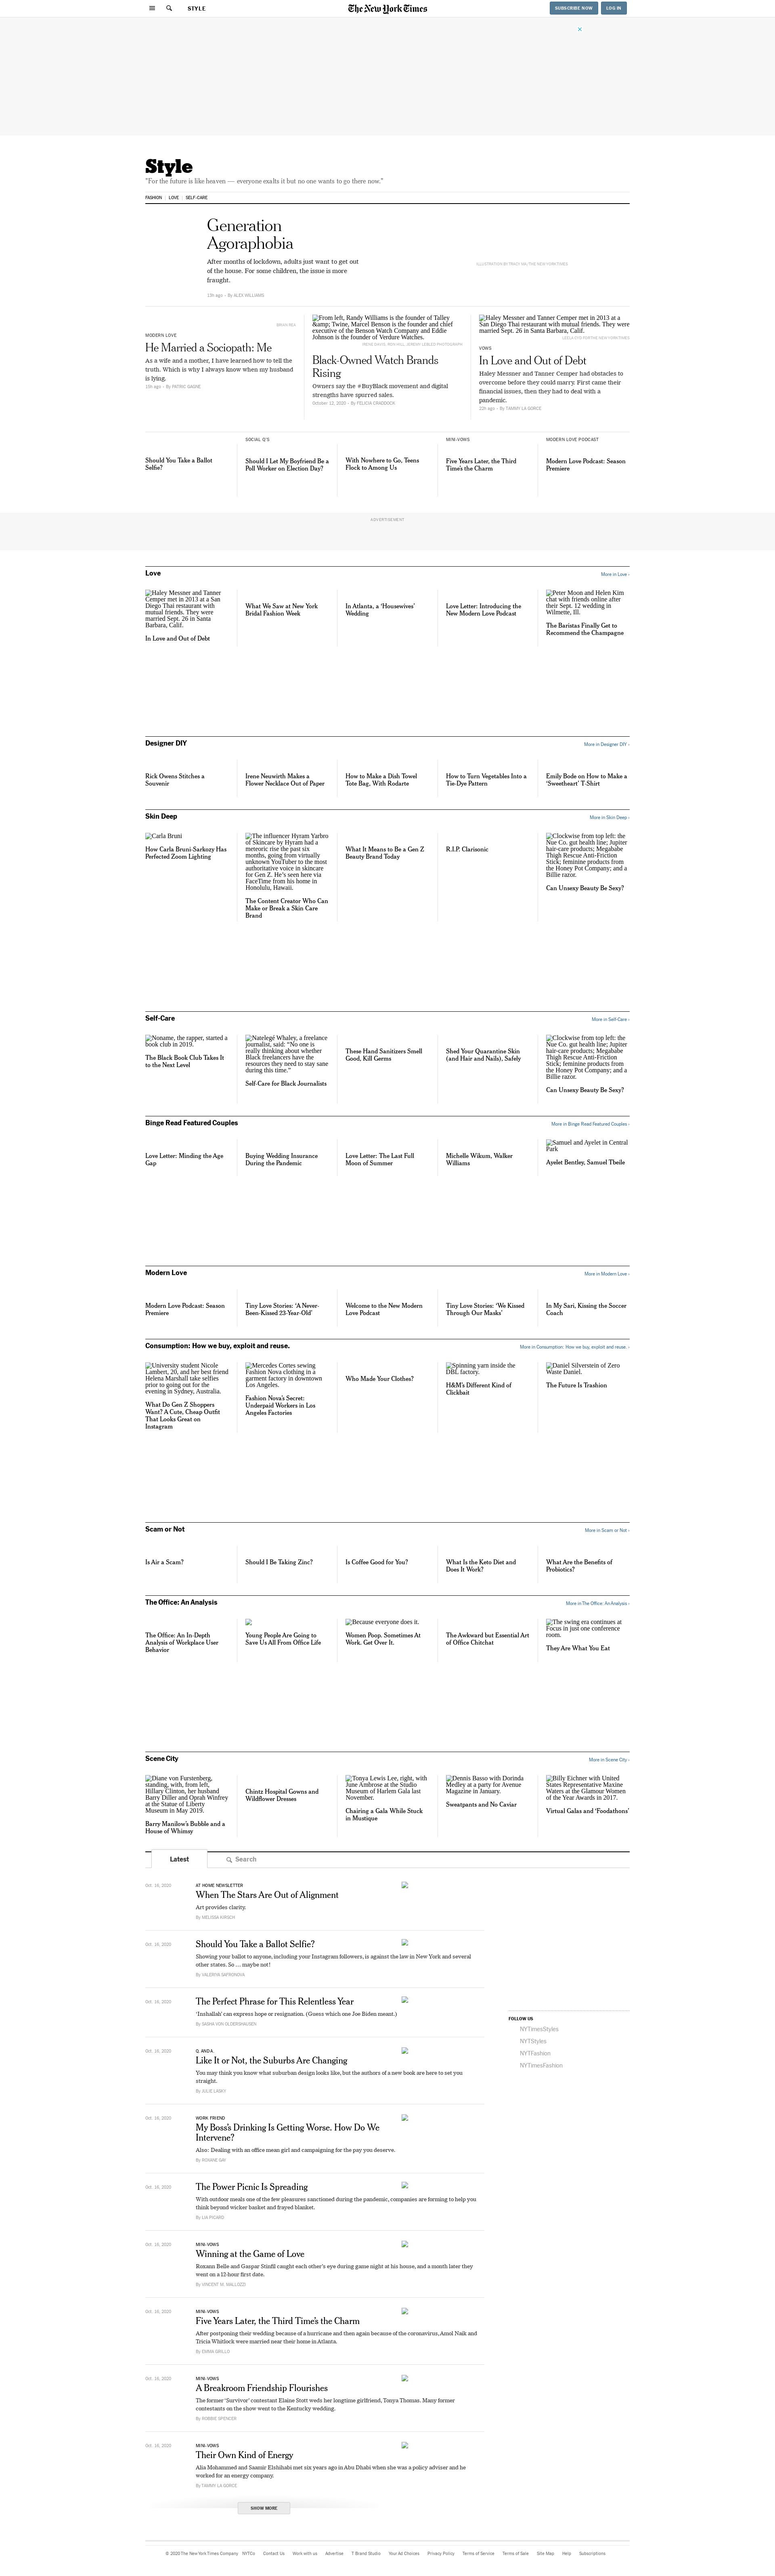 STYLE
The New York Times
SUBSCRIBE NOW
LOG IN
Style
"For the future is like heaven — everyone exalts it but no one wants to go there now."
FASHION
LOVE
SELF-CARE
Generation
Agoraphobia
After months of lockdown, adults just want to get out
of the house. For some children, the issue is more
fraught.
12h ago · By ALEX WILLIAMS
BRIAN REA
MODERN LOVE
He Married a Sociopath: Me
As a wife and a mother, I have learned how to tell the
truth. Which is why I always know when my husband
is lying.
15h ago · By PATRIC GAGNE
From left, Randy Williams is the founder of Talley
&amp; Twine, Marcel Benson is the founder and chief
executive of the Benson Watch Company and Eddie
Johnson is the founder of Verdure Watches.
Black-Owned Watch Brands
Rising
Owners say the #BuyBlack movement and digital
strengths have spurred sales.
October 12, 2020 · By FELICIA CRADDOCK
Haley Messner and Tanner Cemper met in 2013 at a
San Diego Thai restaurant with mutual friends. They were
married Sept. 26 in Santa Barbara, Calif.
VOWS
In Love and Out of Debt
Haley Messner and Tanner Cemper had obstacles to
overcome before they could marry. First came their
financial issues, then they had to deal with a
pandemic.
22h ago · By TAMMY LA GORCE
Should You Take a Ballot
Selfie?
SOCIAL Q'S
Should I Let My Boyfriend Be a
Poll Worker on Election Day?
With Nowhere to Go, Teens
Flock to Among Us
MINI-VOWS
Five Years Later, the Third
Time's the Charm
MODERN LOVE PODCAST
Modern Love Podcast: Season
Premiere
ADVERTISEMENT
Love
More in Love ›
Haley Messner and Tanner
Cemper met in 2013 at a San
Diego Thai restaurant with
mutual friends. They were
married Sept. 26 in Santa
Barbara, Calif.
In Love and Out of Debt
What We Saw at New York
Bridal Fashion Week
In Atlanta, a 'Housewives'
Wedding
Love Letter: Introducing the
New Modern Love Podcast
Peter Moon and Helen Kim
chat with friends online after
their Sept. 12 wedding in
Wilmette, Ill.
The Baristas Finally Get to
Recommend the Champagne
Designer DIY
More in Designer DIY ›
Rick Owens Stitches a
Souvenir
Irene Neuwirth Makes a
Flower Necklace Out of Paper
How to Make a Dish Towel
Tote Bag, With Rodarte
How to Turn Vegetables Into a
Tie-Dye Pattern
Emily Bode on How to Make a
'Sweetheart' T-Shirt
Skin Deep
More in Skin Deep ›
Carla Bruni
How Carla Bruni-Sarkozy Has
Perfected Zoom Lighting
The influencer Hyram Yarbro
of Skincare by Hyram had a
meteoric rise the past six
months, going from virtually
unknown YouTuber to the most
authoritative voice in skincare
for Gen Z. He's seen here via
FaceTime from his home in
Honolulu, Hawaii.
The Content Creator Who Can
Make or Break a Skin Care
Brand
What It Means to Be a Gen Z
Beauty Brand Today
R.I.P. Clarisonic
Clockwise from top left: the
Nue Co. gut health line; Jupiter
hair-care products; Megababe
Thigh Rescue Anti-Friction
Stick; feminine products from
the Honey Pot Company; and a
Billie razor.
Can Unsexy Beauty Be Sexy?
Self-Care
More in Self-Care ›
Noname, the rapper, started a
book club in 2019.
The Black Book Club Takes It
to the Next Level
Natelegé Whaley, a freelance
journalist, said: "No one is
really thinking about whether
Black freelancers have the
resources they need to stay sane
during this time."
Self-Care for Black Journalists
These Hand Sanitizers Smell
Good, Kill Germs
Shed Your Quarantine Skin
(and Hair and Nails), Safely
Clockwise from top left: the
Nue Co. gut health line; Jupiter
hair-care products; Megababe
Thigh Rescue Anti-Friction
Stick; feminine products from
the Honey Pot Company; and a
Billie razor.
Can Unsexy Beauty Be Sexy?
Binge Read Featured Couples
More in Binge Read Featured Couples ›
Love Letter: Minding the Age
Gap
Buying Wedding Insurance
During the Pandemic
Love Letter: The Last Full
Moon of Summer
Michelle Wikum, Walker
Williams
Samuel and Ayelet in Central
Park
Ayelet Bentley, Samuel Tbeile
Modern Love
More in Modern Love ›
Modern Love Podcast: Season
Premiere
Tiny Love Stories: 'A Never-
Been-Kissed 23-Year-Old'
Welcome to the New Modern
Love Podcast
Tiny Love Stories: 'We Kissed
Through Our Masks'
In My Sari, Kissing the Soccer
Coach
Consumption: How we buy, exploit and reuse.
More in Consumption: How we buy, exploit and reuse. ›
University student Nicole
Lambert, 20, and her best friend
Helena Marshall take selfies
prior to going out for the
evening in Sydney, Australia.
What Do Gen Z Shoppers
Want? A Cute, Cheap Outfit
That Looks Great on
Instagram
Mercedes Cortes sewing
Fashion Nova clothing in a
garment factory in downtown
Los Angeles.
Fashion Nova's Secret:
Underpaid Workers in Los
Angeles Factories
Who Made Your Clothes?
Spinning yarn inside the
DBL factory.
H&M's Different Kind of
Clickbait
Daniel Silverstein of Zero
Waste Daniel.
The Future Is Trashion
Scam or Not
More in Scam or Not ›
Is Air a Scam?
Should I Be Taking Zinc?
Is Coffee Good for You?
What Is the Keto Diet and
Does It Work?
What Are the Benefits of
Probiotics?
The Office: An Analysis
More in The Office: An Analysis ›
The Office: An In-Depth
Analysis of Workplace User
Behavior
Young People Are Going to
Save Us All From Office Life
Because everyone does it.
Women Poop. Sometimes At
Work. Get Over It.
The Awkward but Essential Art
of Office Chitchat
The swing era continues at
Focus in just one conference
room.
They Are What You Eat
Scene City
More in Scene City ›
Diane von Furstenberg,
standing, with, from left,
Hillary Clinton, her husband
Barry Diller and Oprah Winfrey
at the Statue of Liberty
Museum in May 2019.
Barry Manilow's Bubble and a
House of Whimsy
Chintz Hospital Gowns and
Wildflower Dresses
Tonya Lewis Lee, right, with
June Ambrose at the Studio
Museum of Harlem Gala last
November.
Chairing a Gala While Stuck
in Mustique
Dennis Basso with Dorinda
Medley at a party for Avenue
Magazine in January.
Sweatpants and No Caviar
Billy Eichner with United
States Representative Maxine
Waters at the Glamour Women
of the Year Awards in 2017.
Virtual Galas and 'Foodathons'
Latest
Search
Oct. 16, 2020
AT HOME NEWSLETTER
When The Stars Are Out of Alignment
Art provides clarity.
By MELISSA KIRSCH
Oct. 16, 2020
Should You Take a Ballot Selfie?
Showing your ballot to anyone, including your Instagram followers, is against the law in New York and several
other states. So … maybe not!
By VALERIYA SAFRONOVA
Oct. 16, 2020
The Perfect Phrase for This Relentless Year
'Inshallah' can express hope or resignation. (Guess which one Joe Biden meant.)
By SASHA VON OLDERSHAUSEN
Oct. 16, 2020
Q. AND A.
Like It or Not, the Suburbs Are Changing
You may think you know what suburban design looks like, but the authors of a new book are here to set you
straight.
By JULIE LASKY
Oct. 16, 2020
WORK FRIEND
My Boss's Drinking Is Getting Worse. How Do We
Intervene?
Also: Dealing with an office mean girl and campaigning for the pay you deserve.
By ROXANE GAY
Oct. 16, 2020
The Power Picnic Is Spreading
With outdoor meals one of the few pleasures sanctioned during the pandemic, companies are forming to help you
think beyond wicker basket and frayed blanket.
By LIA PICARD
Oct. 16, 2020
MINI-VOWS
Winning at the Game of Love
Roxann Belle and Gaspar Stinfil caught each other's eye during game night at his house, and a month later they
went on a 12-hour first date.
By VINCENT M. MALLOZZI
Oct. 16, 2020
MINI-VOWS
Five Years Later, the Third Time's the Charm
After postponing their wedding because of a hurricane and then again because of the coronavirus, Amol Naik and
Tricia Whitlock were married near their home in Atlanta.
By EMMA GRILLO
Oct. 16, 2020
MINI-VOWS
A Breakroom Friendship Flourishes
The former 'Survivor' contestant Elaine Stott weds her longtime girlfriend, Tonya Thomas. Many former
contestants on the show went to the Kentucky wedding.
By ROBBIE SPENCER
Oct. 16, 2020
MINI-VOWS
Their Own Kind of Energy
Alia Mohammed and Saamir Elshihabi met six years ago in Abu Dhabi when she was a policy adviser and he
worked for an energy company.
By TAMMY LA GORCE
SHOW MORE
FOLLOW US
NYTimesStyles
NYTStyles
NYTFashion
NYTimesFashion
© 2020 The New York Times Company
NYTCo
Contact Us
Work with us
Advertise
T Brand Studio
Your Ad Choices
Privacy Policy
Terms of Service
Terms of Sale
Site Map
Help
Subscriptions